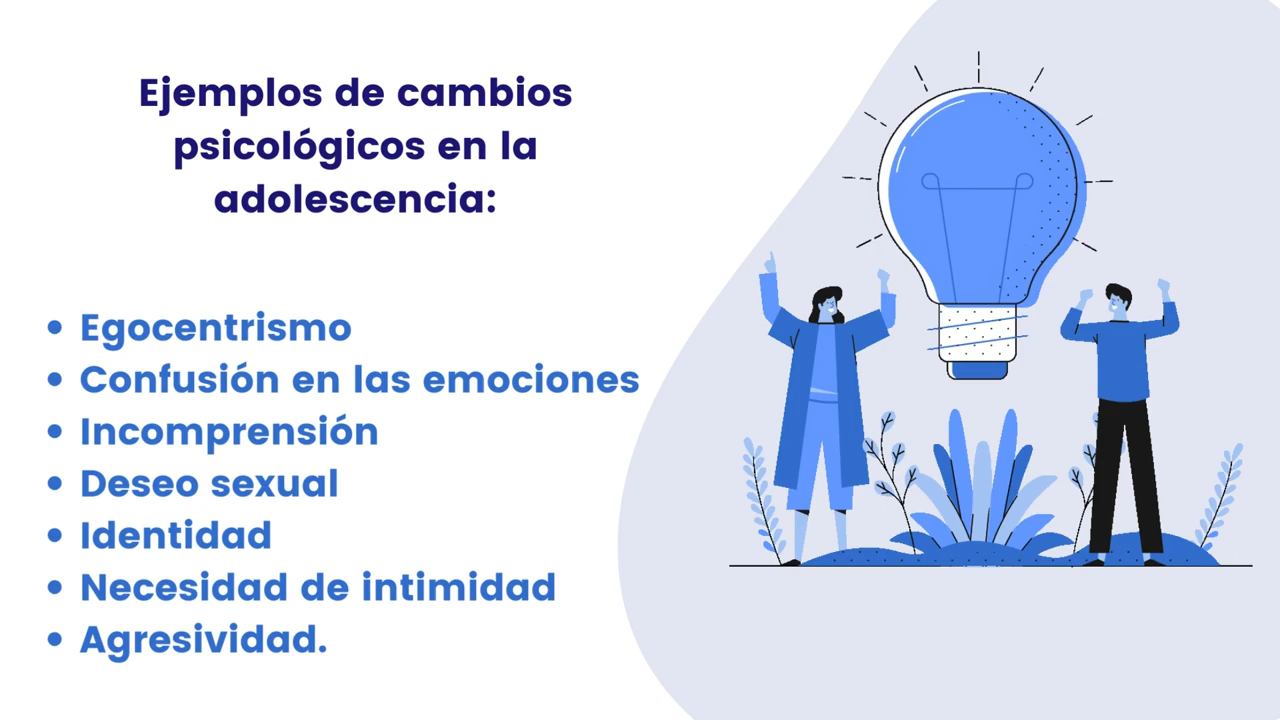 Ejemplos de cambios
psicológicos en la
adolescencia:
• Egocentrismo
• Confusión en las emociones
• Incomprensión
• Deseo sexual
• Identidad
• Necesidad de intimidad
• Agresividad.